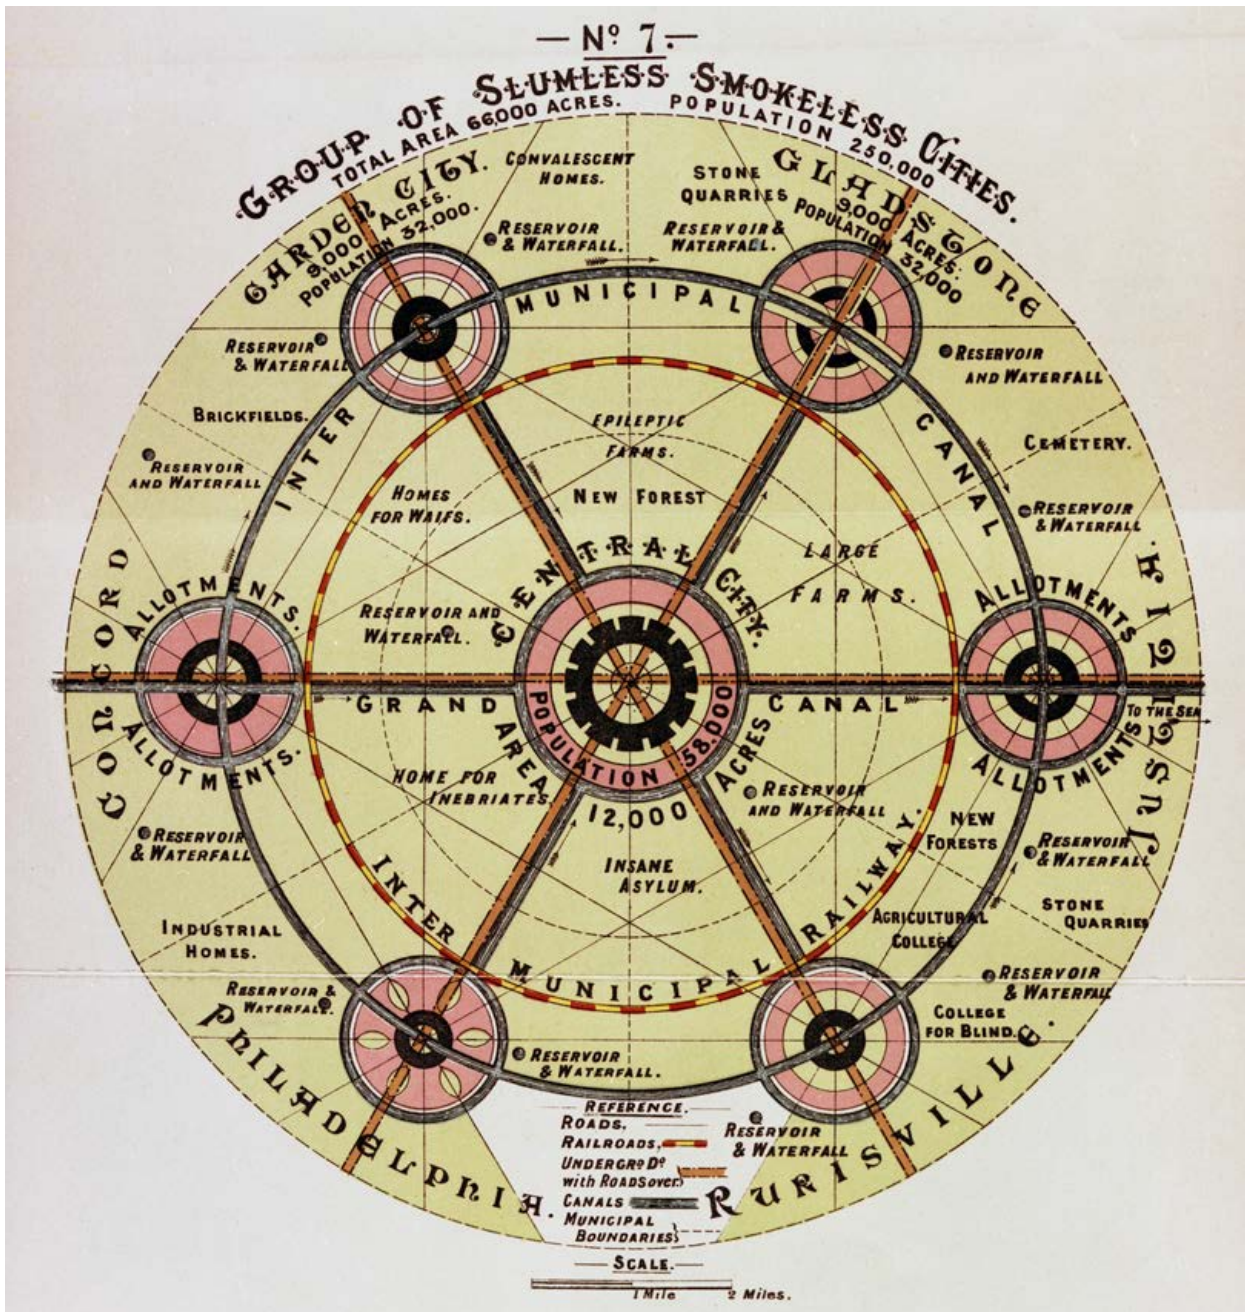 — Nº 7. —
GROUP OF SLUMLESS SMOKELESS CITIES.
TOTAL AREA 66,000 ACRES. POPULATION 250,000
GARDEN CITY.
9,000 ACRES.
POPULATION 32,000.
CONVALESCENT
HOMES.
STONE
QUARRIES
GLADSTONE
9,000 ACRES.
POPULATION 32,000
RESERVOIR
& WATERFALL.
RESERVOIR &
WATERFALL.
INTER MUNICIPAL CANAL
RESERVOIR
& WATERFALL
RESERVOIR
AND WATERFALL
BRICKFIELDS.
EPILEPTIC
FARMS.
CEMETERY.
RESERVOIR
AND WATERFALL
HOMES
FOR WAIFS.
NEW FOREST
RESERVOIR
& WATERFALL
LARGE
FARMS.
CONCORD
ALLOTMENTS.
CENTRAL CITY.
ALLOTMENTS
JUSTITIA
RESERVOIR AND
WATERFALL.
GRAND CANAL
TO THE SEA
POPULATION 58.000
AREA 12,000 ACRES
ALLOTMENTS.
ALLOTMENTS
HOME FOR
INEBRIATES.
RESERVOIR
AND WATERFALL
NEW
FORESTS
RESERVOIR
& WATERFALL
RESERVOIR
& WATERFALL
INSANE
ASYLUM.
STONE
QUARRIES
INTER MUNICIPAL RAILWAY.
AGRICULTURAL
COLLEGE
INDUSTRIAL
HOMES.
RESERVOIR &
WATERFALL.
RESERVOIR
& WATERFALL
COLLEGE
FOR BLIND.
RESERVOIR
& WATERFALL.
PHILADELPHIA.
RURISVILLE.
REFERENCE.
ROADS.
RAILROADS,
UNDERGRD Dº
with ROADS over
CANALS
MUNICIPAL
BOUNDARIES
RESERVOIR
& WATERFALL
— SCALE. —
1 Mile 2 Miles.